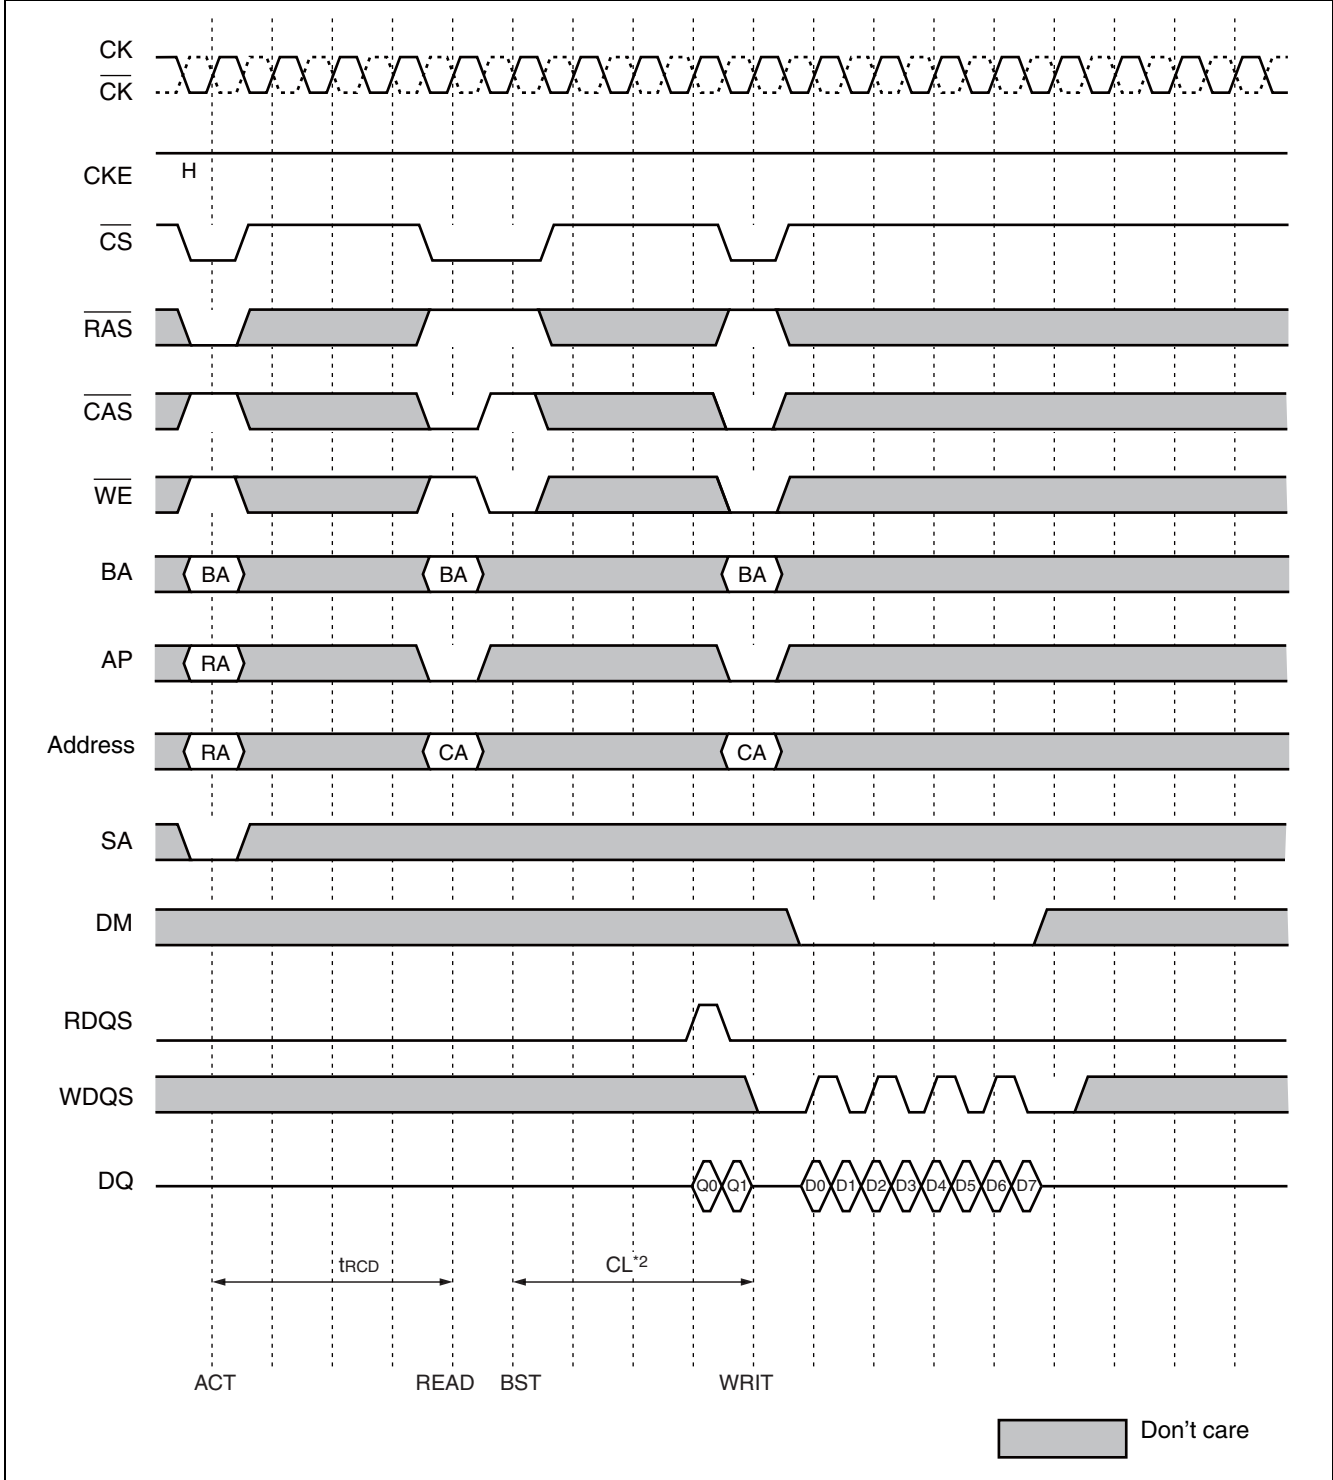 CK
CK
CKE H
CS
RAS
CAS
WE
BA BA BA BA
AP RA
Address RA CA CA
SA
DM
RDQS
WDQS
DQ Q0 Q1 D0 D1 D2 D3 D4 D5 D6 D7
tRCD CL*2
ACT READ BST WRIT
Don't care